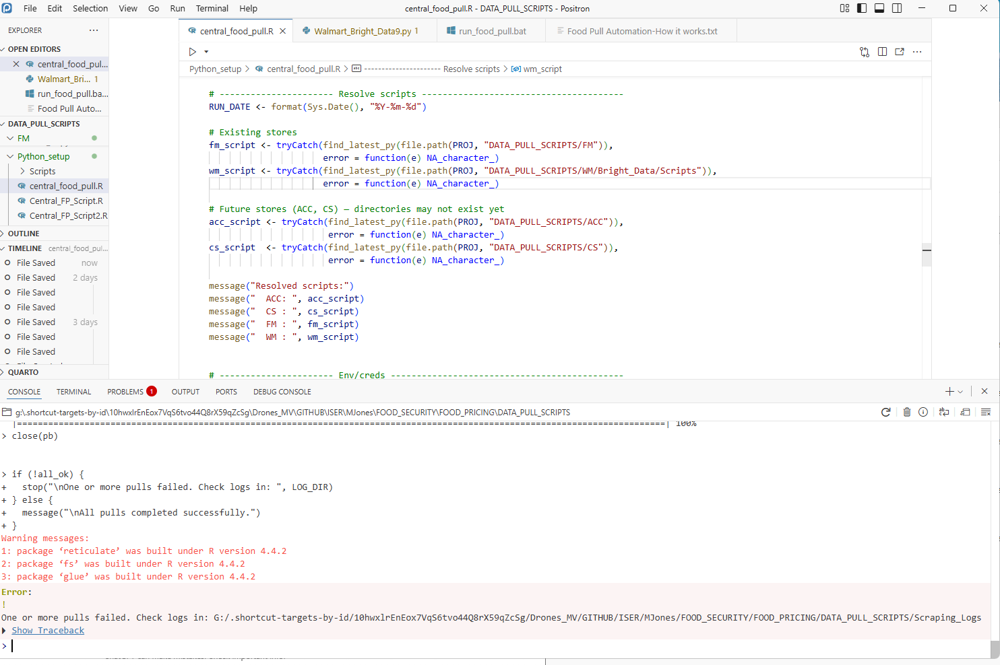 File Edit Selection View Go Run Terminal Help central_food_pull.R - DATA_PULL_SCRIPTS - Positron
EXPLORER
OPEN EDITORS
central_food_pul...
Walmart_Bri... 1
run_food_pull.ba...
Food Pull Auto...
DATA_PULL_SCRIPTS
FM
Python_setup
Scripts
central_food_pull.R
Central_FP_Script.R
Central_FP_Script2.R
OUTLINE
TIMELINE central_food_pul...
File Saved now
File Saved 2 days
File Saved
File Saved
File Saved 3 days
File Saved
File Saved
QUARTO
central_food_pull.R Walmart_Bright_Data9.py 1 run_food_pull.bat Food Pull Automation-How it works.txt
Python_setup > central_food_pull.R > abc ---------------------- Resolve scripts > wm_script
# ---------------------- Resolve scripts ---------------------------------------
RUN_DATE <- format(Sys.Date(), "%Y-%m-%d")
# Existing stores
fm_script <- tryCatch(find_latest_py(file.path(PROJ, "DATA_PULL_SCRIPTS/FM")),
error = function(e) NA_character_)
wm_script <- tryCatch(find_latest_py(file.path(PROJ, "DATA_PULL_SCRIPTS/WM/Bright_Data/Scripts")),
error = function(e) NA_character_)
# Future stores (ACC, CS) — directories may not exist yet
acc_script <- tryCatch(find_latest_py(file.path(PROJ, "DATA_PULL_SCRIPTS/ACC")),
error = function(e) NA_character_)
cs_script  <- tryCatch(find_latest_py(file.path(PROJ, "DATA_PULL_SCRIPTS/CS")),
error = function(e) NA_character_)
message("Resolved scripts:")
message("  ACC: ", acc_script)
message("  CS : ", cs_script)
message("  FM : ", fm_script)
message("  WM : ", wm_script)
# ---------------------- Env/creds ---------------------------------------------
CONSOLE TERMINAL PROBLEMS 1 OUTPUT PORTS DEBUG CONSOLE
g:\.shortcut-targets-by-id\10hwxlrEnEox7VqS6tvo44Q8rX59qZcSg\Drones_MV\GITHUB\ISER\MJones\FOOD_SECURITY\FOOD_PRICING\DATA_PULL_SCRIPTS
|=============================================================================================================================| 100%
> close(pb)
> if (!all_ok) {
+   stop("\nOne or more pulls failed. Check logs in: ", LOG_DIR)
+ } else {
+   message("\nAll pulls completed successfully.")
+ }
Warning messages:
1: package ‘reticulate’ was built under R version 4.4.2
2: package ‘fs’ was built under R version 4.4.2
3: package ‘glue’ was built under R version 4.4.2
Error:
!
One or more pulls failed. Check logs in: G:/.shortcut-targets-by-id/10hwxlrEnEox7VqS6tvo44Q8rX59qZcSg/Drones_MV/GITHUB/ISER/MJones/FOOD_SECURITY/FOOD_PRICING/DATA_PULL_SCRIPTS/Scraping_Logs
Show Traceback
>